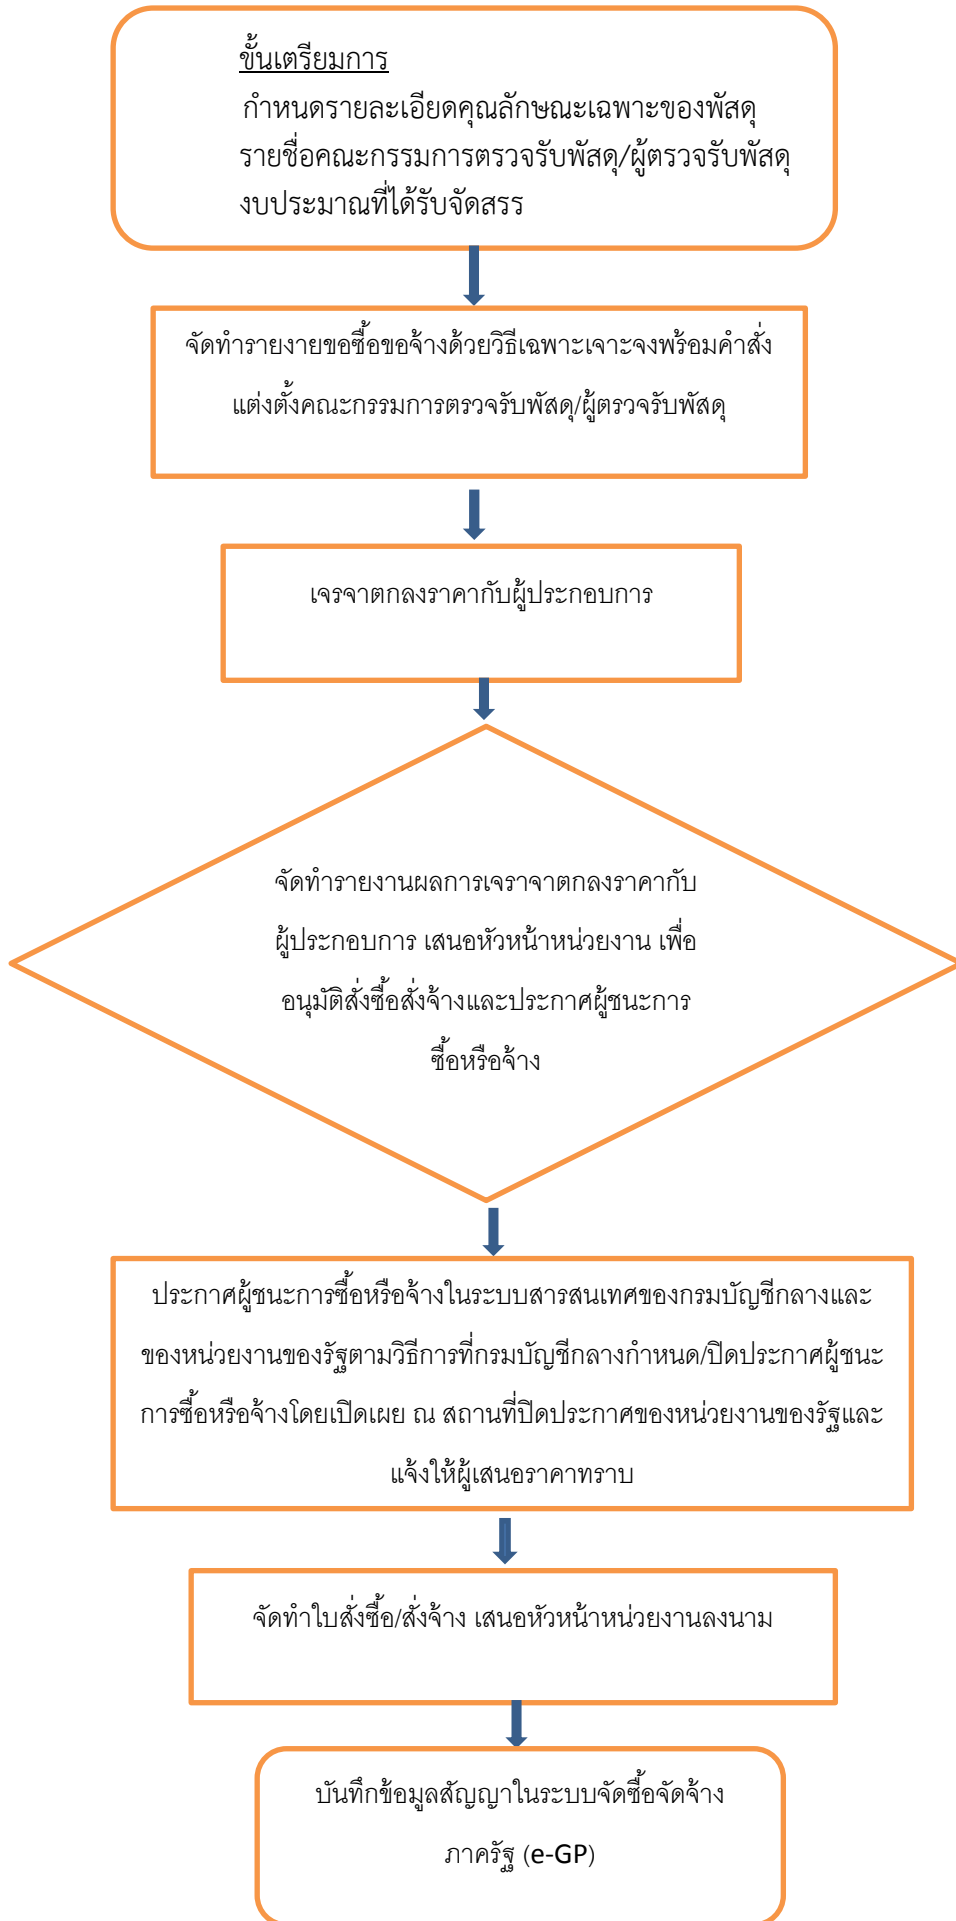 ขั้นเตรียมการ
กำหนดรายละเอียดคุณลักษณะเฉพาะของพัสดุ
รายชื่อคณะกรรมการตรวจรับพัสดุ/ผู้ตรวจรับพัสดุ
งบประมาณที่ได้รับจัดสรร
จัดทำรายงายขอซื้อขอจ้างด้วยวิธีเฉพาะเจาะจงพร้อมคำสั่ง
แต่งตั้งคณะกรรมการตรวจรับพัสดุ/ผู้ตรวจรับพัสดุ
เจรจาตกลงราคากับผู้ประกอบการ
จัดทำรายงานผลการเจราจาตกลงราคากับ
ผู้ประกอบการ เสนอหัวหน้าหน่วยงาน เพื่อ
อนุมัติสั่งซื้อสั่งจ้างและประกาศผู้ชนะการ
ซื้อหรือจ้าง
ประกาศผู้ชนะการซื้อหรือจ้างในระบบสารสนเทศของกรมบัญชีกลางและ
ของหน่วยงานของรัฐตามวิธีการที่กรมบัญชีกลางกำหนด/ปิดประกาศผู้ชนะ
การซื้อหรือจ้างโดยเปิดเผย ณ สถานที่ปิดประกาศของหน่วยงานของรัฐและ
แจ้งให้ผู้เสนอราคาทราบ
จัดทำใบสั่งซื้อ/สั่งจ้าง เสนอหัวหน้าหน่วยงานลงนาม
บันทึกข้อมูลสัญญาในระบบจัดซื้อจัดจ้าง
ภาครัฐ (e-GP)